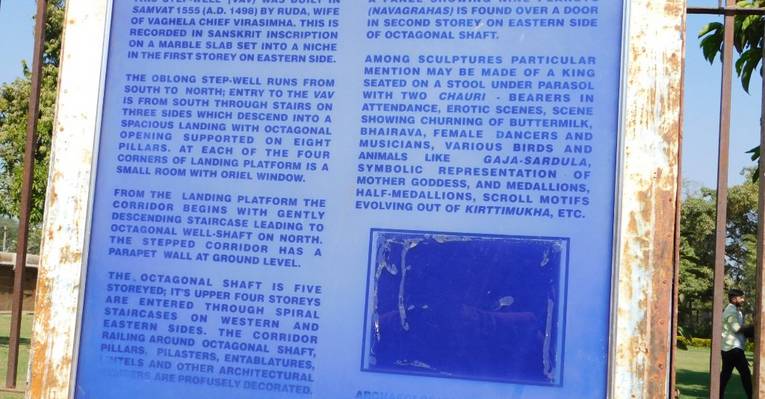 THIS STEP-WELL (VAV) WAS BUILT IN
SAMVAT 1555 (A.D. 1498) BY RUDA, WIFE
OF VAGHELA CHIEF VIRASIMHA. THIS IS
RECORDED IN SANSKRIT INSCRIPTION
ON A MARBLE SLAB SET INTO A NICHE
IN THE FIRST STOREY ON EASTERN SIDE.
THE OBLONG STEP-WELL RUNS FROM
SOUTH TO NORTH; ENTRY TO THE VAV
IS FROM SOUTH THROUGH STAIRS ON
THREE SIDES WHICH DESCEND INTO A
SPACIOUS LANDING WITH OCTAGONAL
OPENING SUPPORTED ON EIGHT
PILLARS. AT EACH OF THE FOUR
CORNERS OF LANDING PLATFORM IS A
SMALL ROOM WITH ORIEL WINDOW.
FROM THE LANDING PLATFORM THE
CORRIDOR BEGINS WITH GENTLY
DESCENDING STAIRCASE LEADING TO
OCTAGONAL WELL-SHAFT ON NORTH.
THE STEPPED CORRIDOR HAS A
PARAPET WALL AT GROUND LEVEL.
THE OCTAGONAL SHAFT IS FIVE
STOREYED; IT'S UPPER FOUR STOREYS
ARE ENTERED THROUGH SPIRAL
STAIRCASES ON WESTERN AND
EASTERN SIDES. THE CORRIDOR
RAILING AROUND OCTAGONAL SHAFT,
PILLARS, PILASTERS, ENTABLATURES,
LINTELS AND OTHER ARCHITECTURAL
ARE PROFUSELY DECORATED.
A PANEL SHOWING NINE PLANETS
(NAVAGRAHAS) IS FOUND OVER A DOOR
IN SECOND STOREY ON EASTERN SIDE
OF OCTAGONAL SHAFT.
AMONG SCULPTURES PARTICULAR
MENTION MAY BE MADE OF A KING
SEATED ON A STOOL UNDER PARASOL
WITH TWO CHAURI - BEARERS IN
ATTENDANCE, EROTIC SCENES, SCENE
SHOWING CHURNING OF BUTTERMILK,
BHAIRAVA, FEMALE DANCERS AND
MUSICIANS, VARIOUS BIRDS AND
ANIMALS LIKE GAJA-SARDULA,
SYMBOLIC REPRESENTATION OF
MOTHER GODDESS, AND MEDALLIONS,
HALF-MEDALLIONS, SCROLL MOTIFS
EVOLVING OUT OF KIRTTIMUKHA, ETC.